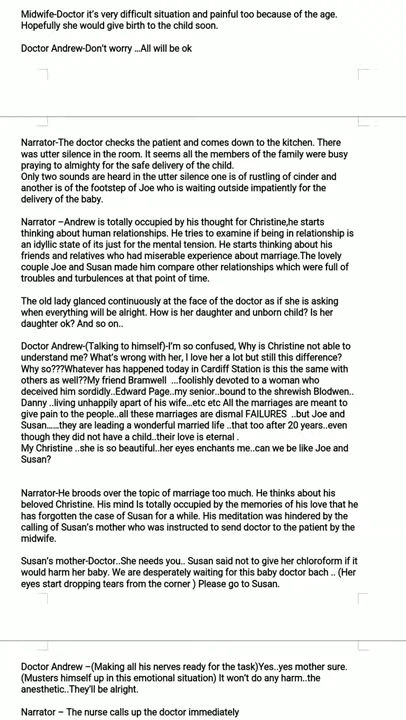 Midwife-Doctor it's very difficult situation and painful too because of the age.
Hopefully she would give birth to the child soon.
Doctor Andrew-Don't worry ...All will be ok
Narrator-The doctor checks the patient and comes down to the kitchen. There
was utter silence in the room. It seems all the members of the family were busy
praying to almighty for the safe delivery of the child.
Only two sounds are heard in the utter silence one is of rustling of cinder and
another is of the footstep of Joe who is waiting outside impatiently for the
delivery of the baby.
Narrator –Andrew is totally occupied by his thought for Christine,he starts
thinking about human relationships. He tries to examine if being in relationship is
an idyllic state of its just for the mental tension. He starts thinking about his
friends and relatives who had miserable experience about marriage.The lovely
couple Joe and Susan made him compare other relationships which were full of
troubles and turbulences at that point of time.
The old lady glanced continuously at the face of the doctor as if she is asking
when everything will be alright. How is her daughter and unborn child? Is her
daughter ok? And so on..
Doctor Andrew-(Talking to himself)-I'm so confused, Why is Christine not able to
understand me? What's wrong with her, I love her a lot but still this difference?
Why so???Whatever has happened today in Cardiff Station is this the same with
others as well??My friend Bramwell ...foolishly devoted to a woman who
deceived him sordidly..Edward Page..my senior..bound to the shrewish Blodwen..
Danny ..living unhappily apart of his wife...etc etc All the marriages are meant to
give pain to the people..all these marriages are dismal FAILURES ..but Joe and
Susan.....they are leading a wonderful married life ..that too after 20 years..even
though they did not have a child..their love is eternal .
My Christine ..she is so beautiful..her eyes enchants me..can we be like Joe and
Susan?
Narrator-He broods over the topic of marriage too much. He thinks about his
beloved Christine. His mind Is totally occupied by the memories of his love that he
has forgotten the case of Susan for a while. His meditation was hindered by the
calling of Susan's mother who was instructed to send doctor to the patient by the
midwife.
Susan's mother-Doctor..She needs you.. Susan said not to give her chloroform if it
would harm her baby. We are desperately waiting for this baby doctor bach .. (Her
eyes start dropping tears from the corner ) Please go to Susan.
Doctor Andrew –(Making all his nerves ready for the task)Yes..yes mother sure.
(Musters himself up in this emotional situation) It won't do any harm..the
anesthetic..They'll be alright.
Narrator – The nurse calls up the doctor immediately